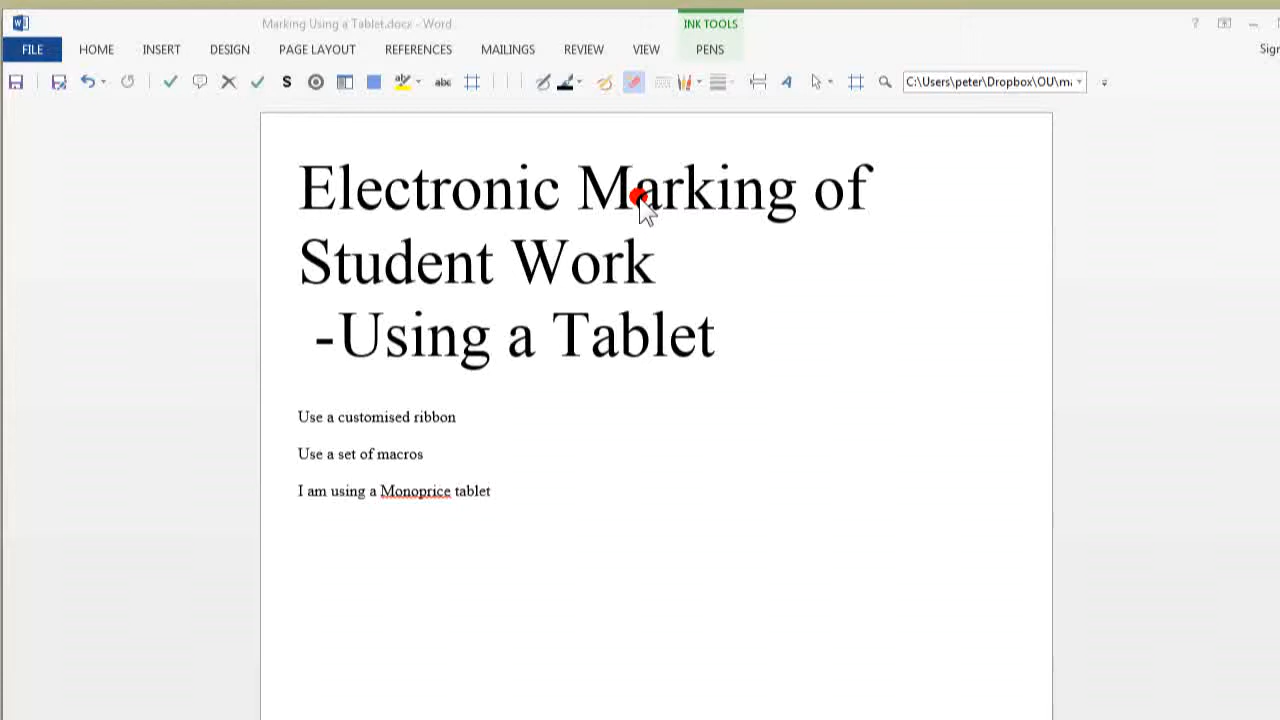 Marking Using a Tablet.docx - Word
INK TOOLS
?
FILE HOME INSERT DESIGN PAGE LAYOUT REFERENCES MAILINGS REVIEW VIEW PENS
Sign
S ab abc A C:\Users\peter\Dropbox\OU\m
Electronic Marking of
Student Work
-Using a Tablet
Use a customised ribbon
Use a set of macros
I am using a Monoprice tablet